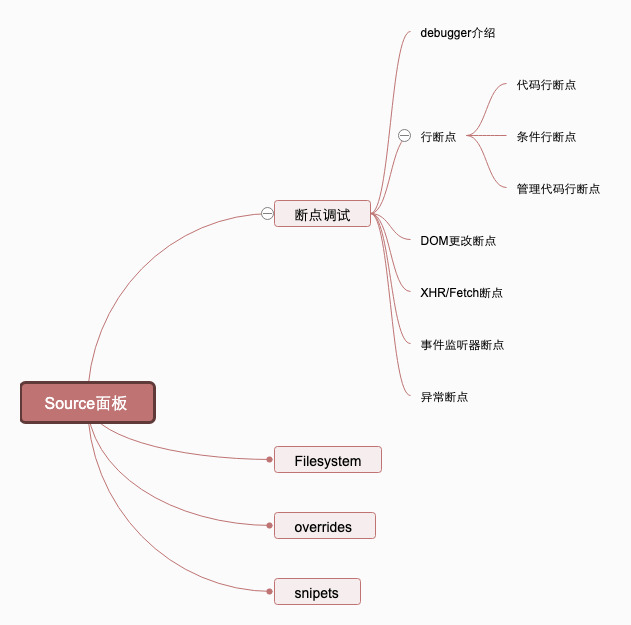 Source面板
断点调试
debugger介绍
行断点
代码行断点
条件行断点
管理代码行断点
DOM更改断点
XHR/Fetch断点
事件监听器断点
异常断点
Filesystem
overrides
snipets